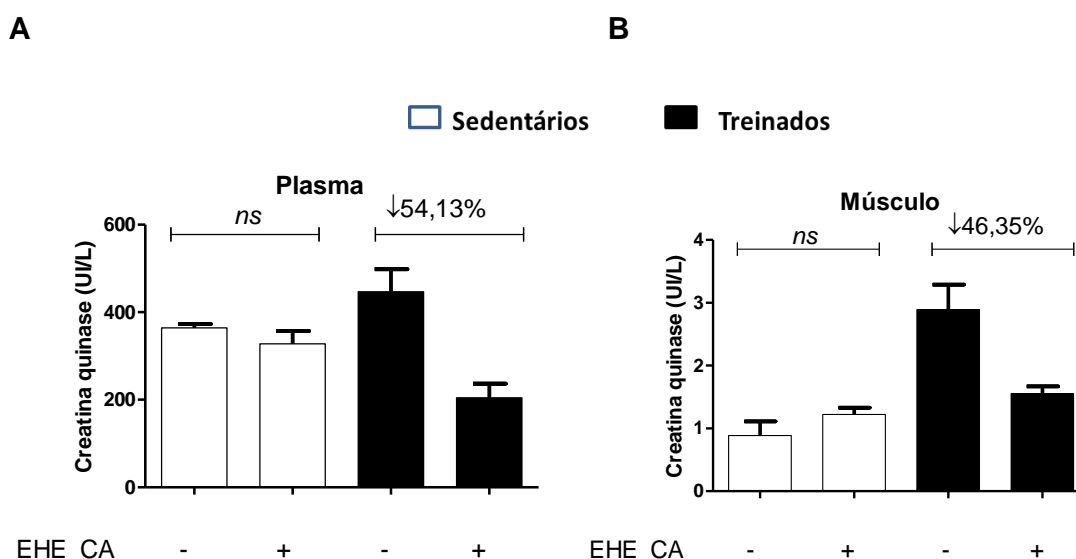 A
B
Sedentários Treinados
Plasma
ns
↓54,13%
Creatina quinase (UI/L)
600
400
200
0
EHE CA - + - +
Músculo
ns
↓46,35%
Creatina quinase (UI/L)
4
3
2
1
0
EHE CA - + - +